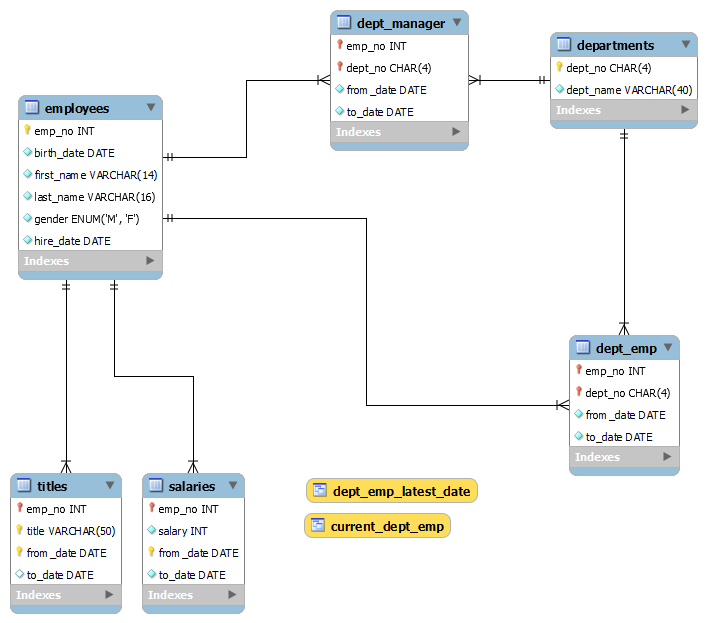 dept_manager
emp_no INT
dept_no CHAR(4)
from_date DATE
to_date DATE
Indexes
departments
dept_no CHAR(4)
dept_name VARCHAR(40)
Indexes
employees
emp_no INT
birth_date DATE
first_name VARCHAR(14)
last_name VARCHAR(16)
gender ENUM('M', 'F')
hire_date DATE
Indexes
dept_emp
emp_no INT
dept_no CHAR(4)
from_date DATE
to_date DATE
Indexes
titles
emp_no INT
title VARCHAR(50)
from_date DATE
to_date DATE
Indexes
salaries
emp_no INT
salary INT
from_date DATE
to_date DATE
Indexes
dept_emp_latest_date
current_dept_emp